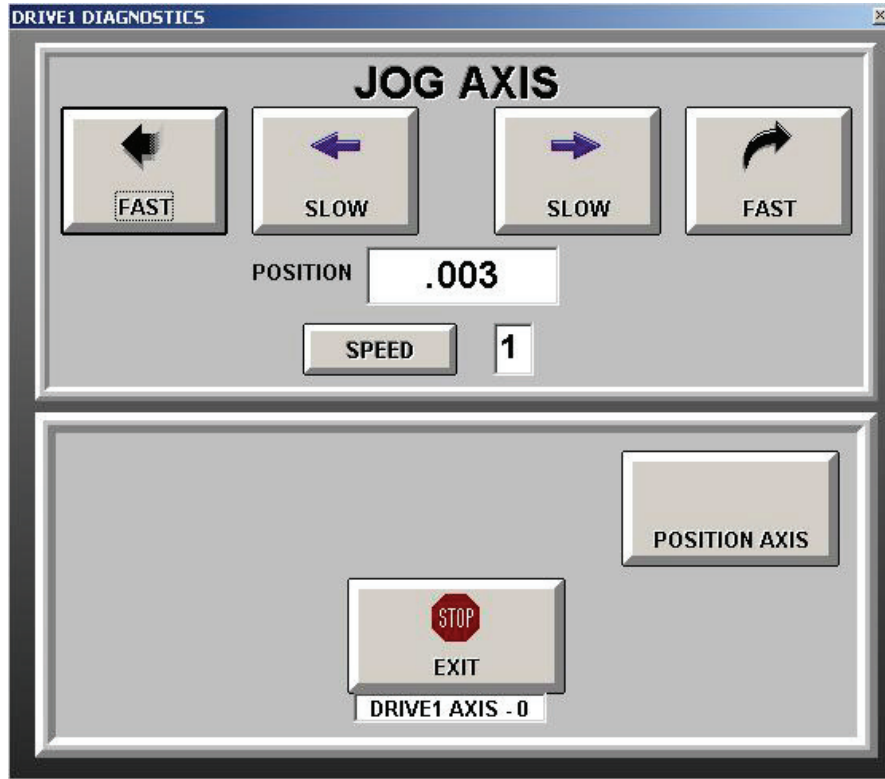 DRIVE1 DIAGNOSTICS
JOG AXIS
FAST
SLOW
SLOW
FAST
POSITION .003
SPEED 1
POSITION AXIS
STOP
EXIT
DRIVE1 AXIS - 0